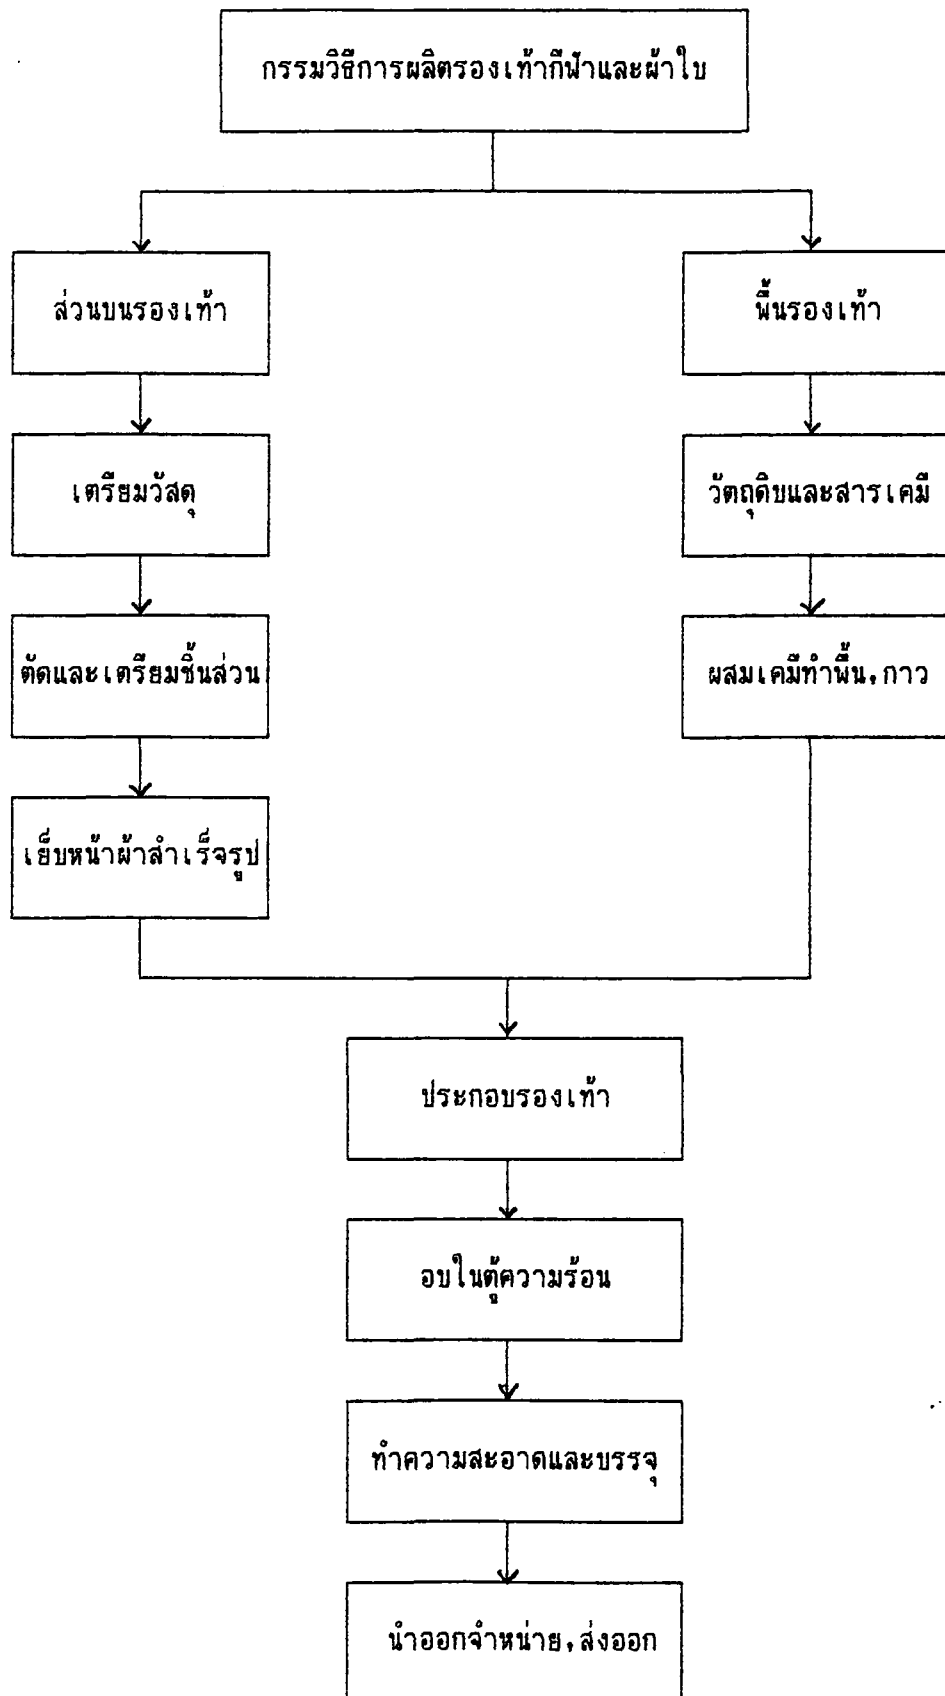 กรรมวิธีการผลิตรองเท้ากีฬาและผ้าใบ
ส่วนบนรองเท้า
พื้นรองเท้า
เตรียมวัสดุ
วัตถุดิบและสารเคมี
ตัดและเตรียมชิ้นส่วน
ผสมเคมีทำพื้น,กาว
เย็บหน้าผ้าสำเร็จรูป
ประกอบรองเท้า
อบในตู้ความร้อน
ทำความสะอาดและบรรจุ
นำออกจำหน่าย,ส่งออก